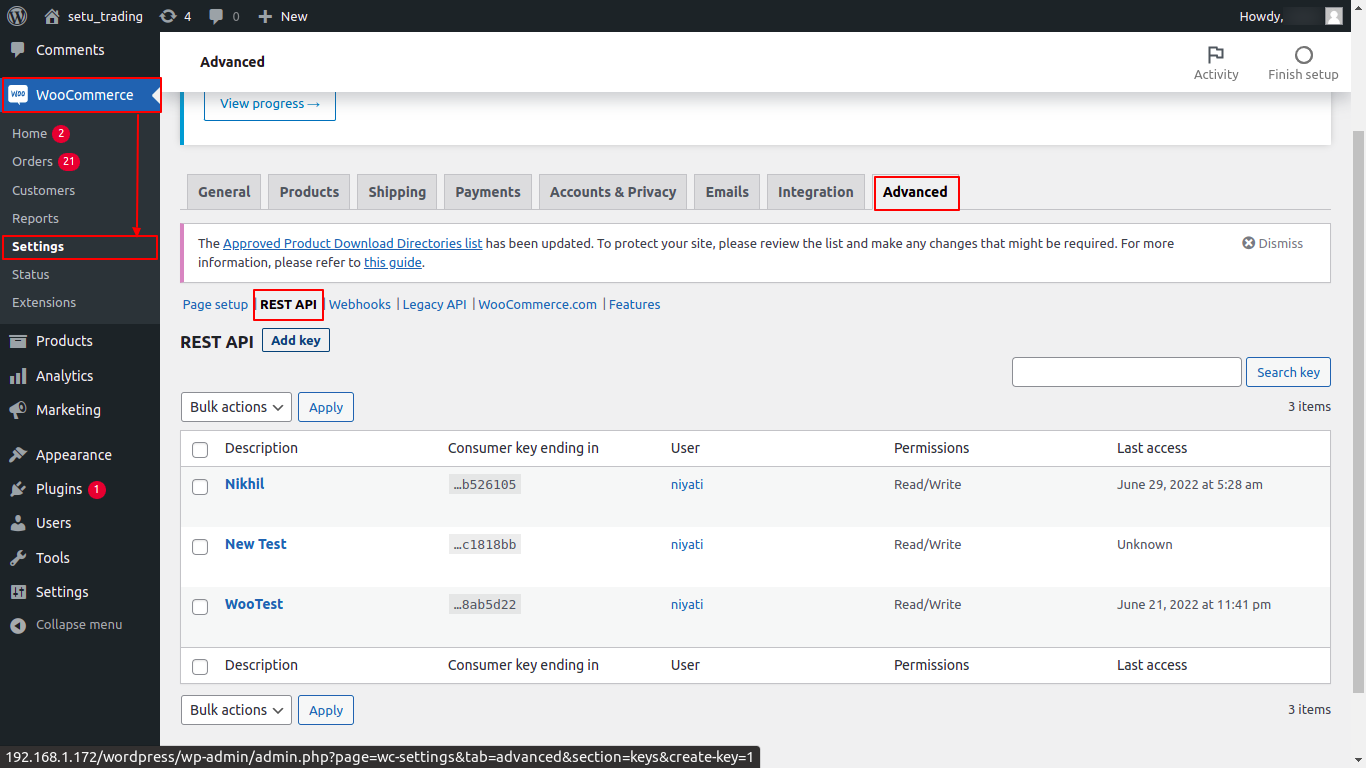 setu_trading 4 0 New Howdy,
Comments
WooCommerce
Home 2
Orders 21
Customers
Reports
Settings
Status
Extensions
Products
Analytics
Marketing
Appearance
Plugins 1
Users
Tools
Settings
Collapse menu
Advanced
Activity
Finish setup
View progress →
General Products Shipping Payments Accounts & Privacy Emails Integration Advanced
The Approved Product Download Directories list has been updated. To protect your site, please review the list and make any changes that might be required. For more
information, please refer to this guide.
Dismiss
Page setup | REST API | Webhooks | Legacy API | WooCommerce.com | Features
REST API Add key
Search key
Bulk actions Apply 3 items
Description Consumer key ending in User Permissions Last access
Nikhil …b526105 niyati Read/Write June 29, 2022 at 5:28 am
New Test …c1818bb niyati Read/Write Unknown
WooTest …8ab5d22 niyati Read/Write June 21, 2022 at 11:41 pm
Description Consumer key ending in User Permissions Last access
Bulk actions Apply 3 items
192.168.1.172/wordpress/wp-admin/admin.php?page=wc-settings&tab=advanced&section=keys&create-key=1